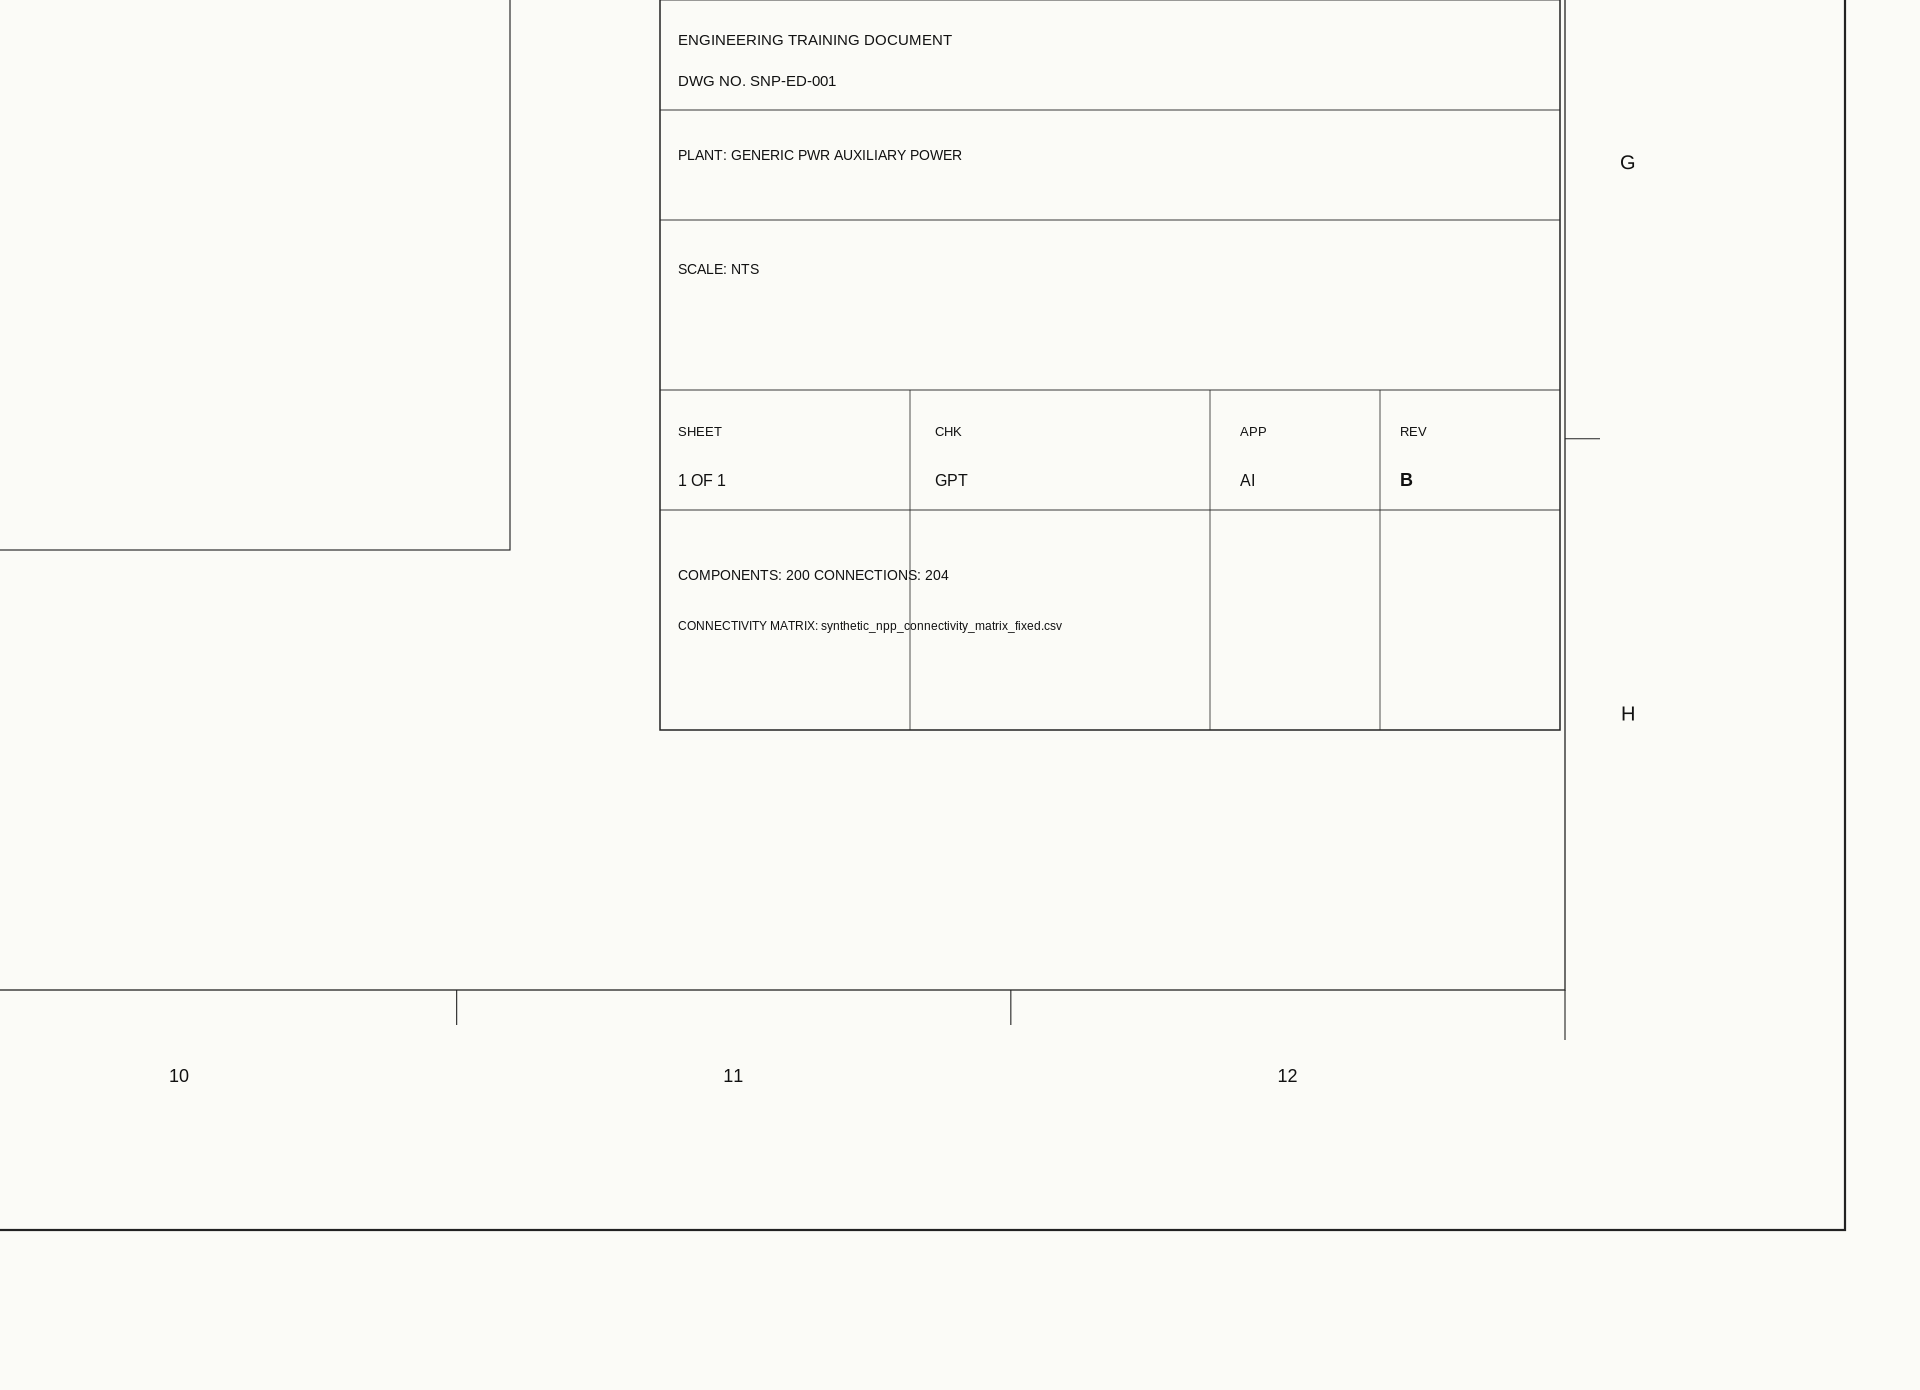 ENGINEERING TRAINING DOCUMENT
DWG NO. SNP-ED-001
PLANT: GENERIC PWR AUXILIARY POWER
G
SCALE: NTS
SHEET CHK APP REV
1 OF 1 GPT AI B
COMPONENTS: 200 CONNECTIONS: 204
CONNECTIVITY MATRIX: synthetic_npp_connectivity_matrix_fixed.csv
H
10 11 12